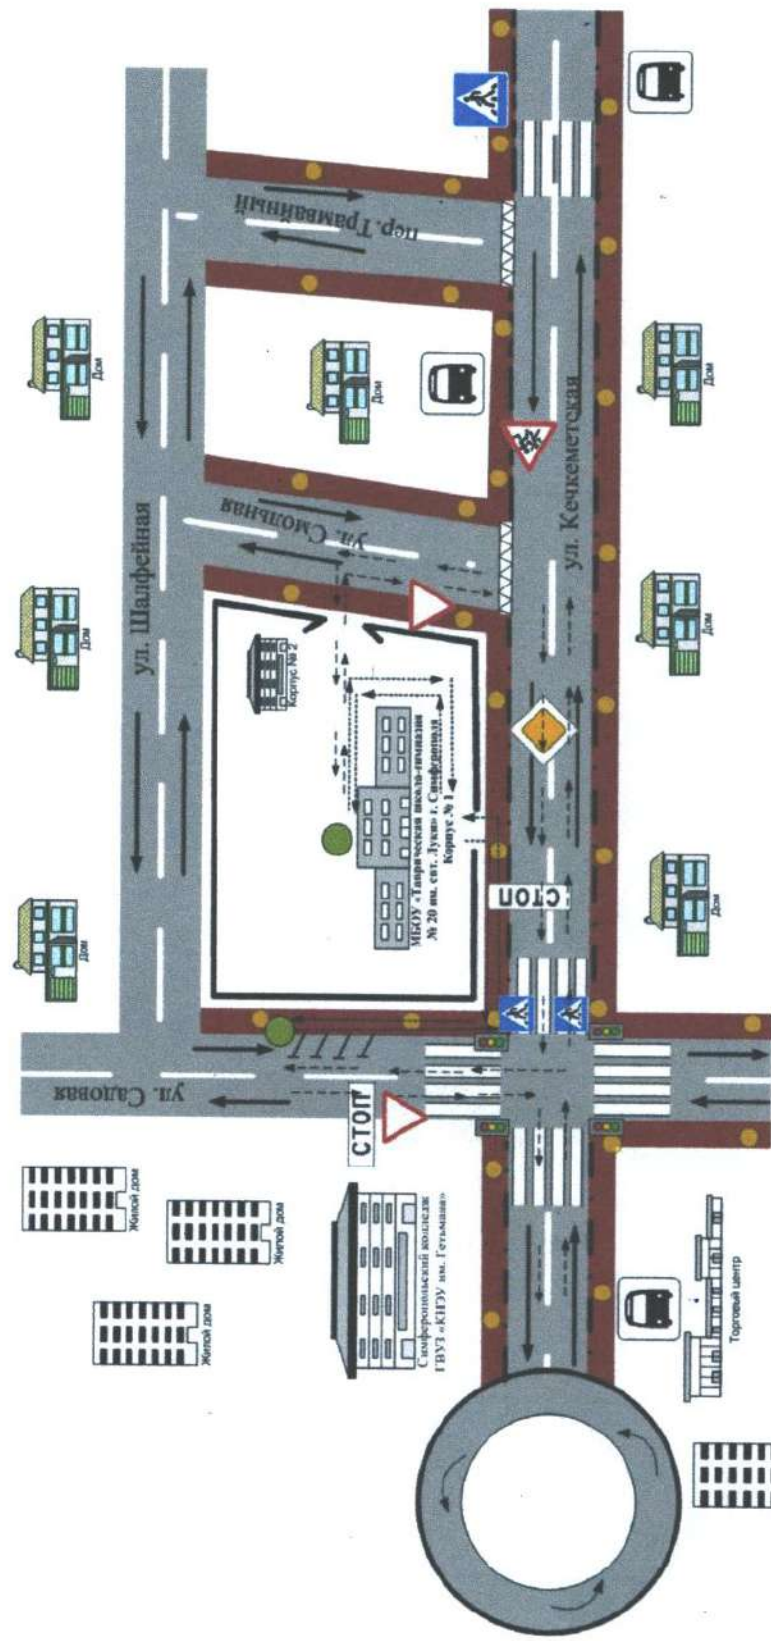 ул. Шалфейная
пер. Трамвайный
ул. Смольная
ул. Кечкеметская
ул. Садовая
Дом
Дом
Дом
Дом
Дом
Дом
Дом
Корпус № 2
МБОУ «Таврическая школа-гимназия
№ 20 им. свт. Луки» г. Симферополя
Корпус № 1
СТОП
СТОП
Жилой дом
Жилой дом
Жилой дом
Симферопольский колледж
ГВУЗ «КНЭУ им. Гетьмана»
Торговый центр